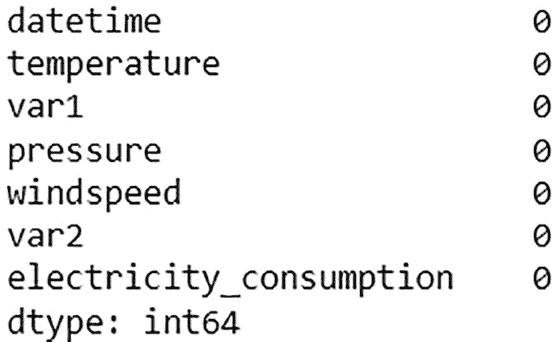 datetime 0
temperature 0
var1 0
pressure 0
windspeed 0
var2 0
electricity_consumption 0
dtype: int64